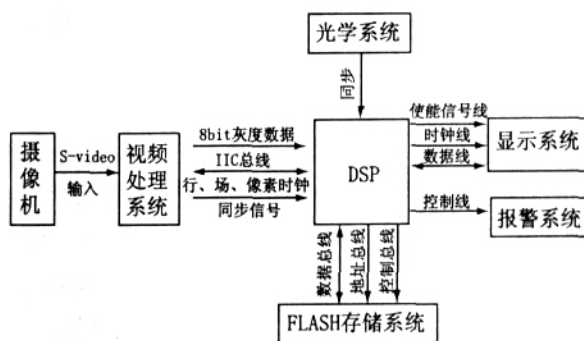 光学系统
同步
使能信号线
8bit灰度数据
时钟线
显示系统
摄像机
S-video
输入
视频处理系统
IIC总线
DSP
数据线
行、场、像素时钟
同步信号
控制线
报警系统
数据总线
地址总线
控制总线
FLASH存储系统